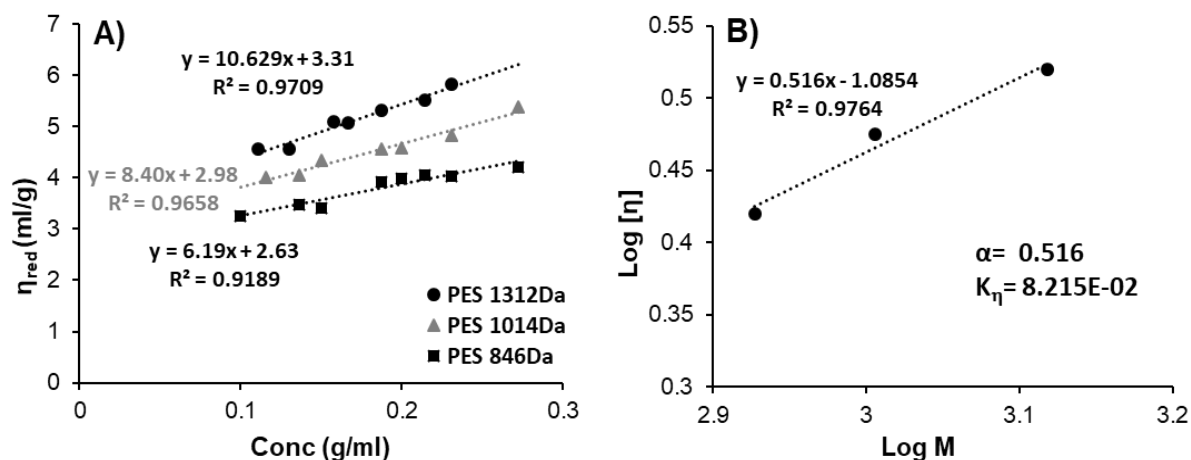 A)
7
6
5
4
3
2
1
0
η_red (ml/g)
y = 10.629x + 3.31
R² = 0.9709
y = 8.40x + 2.98
R² = 0.9658
y = 6.19x + 2.63
R² = 0.9189
PES 1312Da
PES 1014Da
PES 846Da
0 0.1 0.2 0.3
Conc (g/ml)
B)
0.55
0.5
0.45
0.4
0.35
0.3
Log [η]
y = 0.516x - 1.0854
R² = 0.9764
α= 0.516
K_η= 8.215E-02
2.9 3 3.1 3.2
Log M